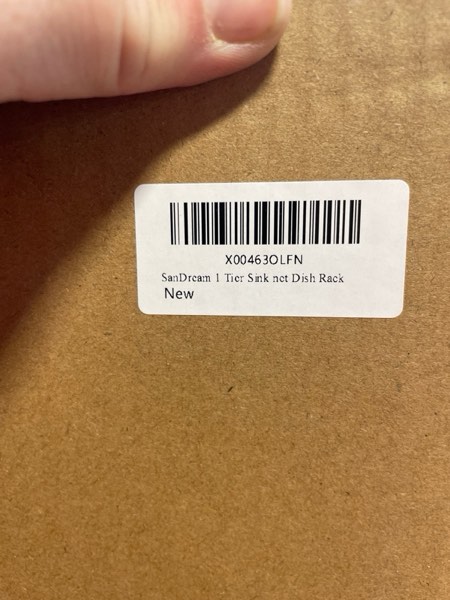 X00463OLFN
SanDream 1 Tier Sink net Dish Rack
New